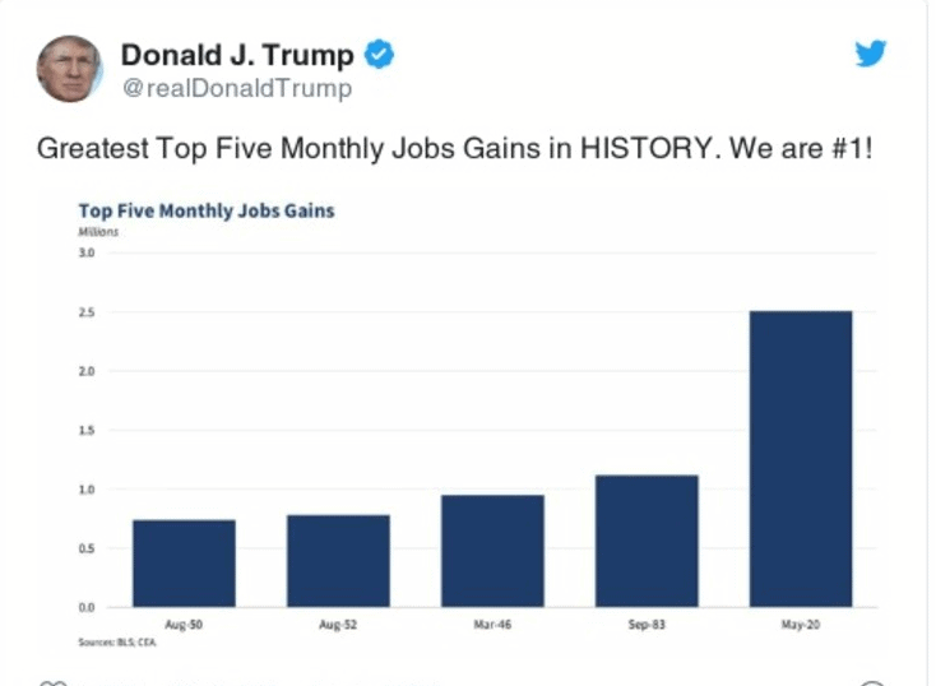 Donald J. Trump
@realDonaldTrump
Greatest Top Five Monthly Jobs Gains in HISTORY. We are #1!
Top Five Monthly Jobs Gains
Millions
3.0
2.5
2.0
1.5
1.0
0.5
0.0
Aug-50 Aug-52 Mar-46 Sep-83 May-20
Sources: BLS; CEA